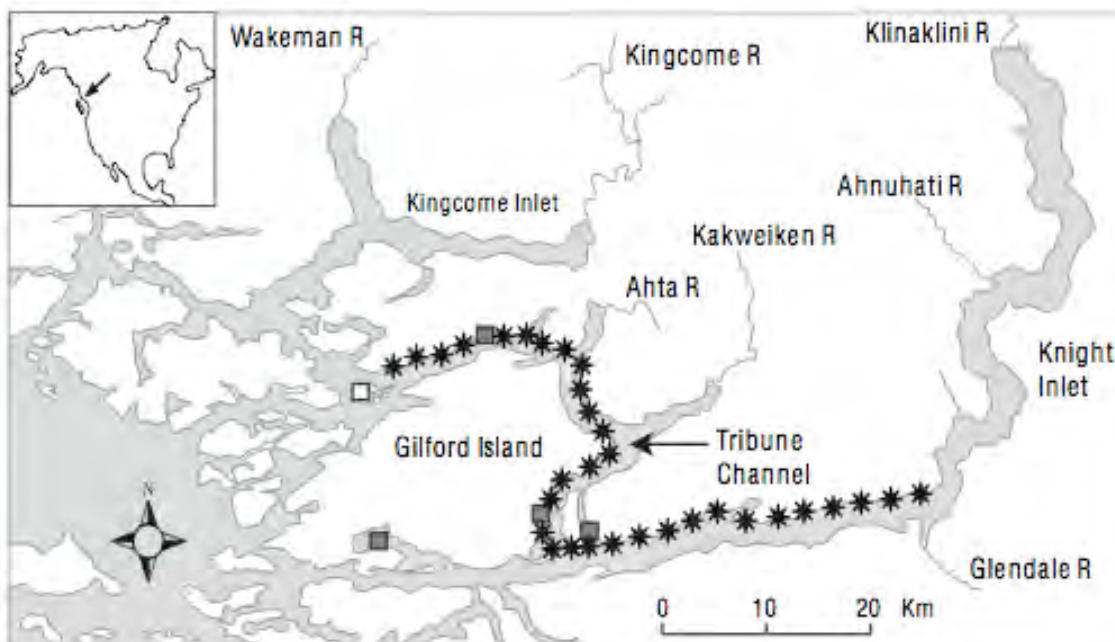 Wakeman R
Kingcome R
Klinaklini R
Kingcome Inlet
Ahnuhati R
Kakweiken R
Ahta R
Knight
Inlet
Gilford Island
Tribune
Channel
N
Glendale R
0 10 20 Km